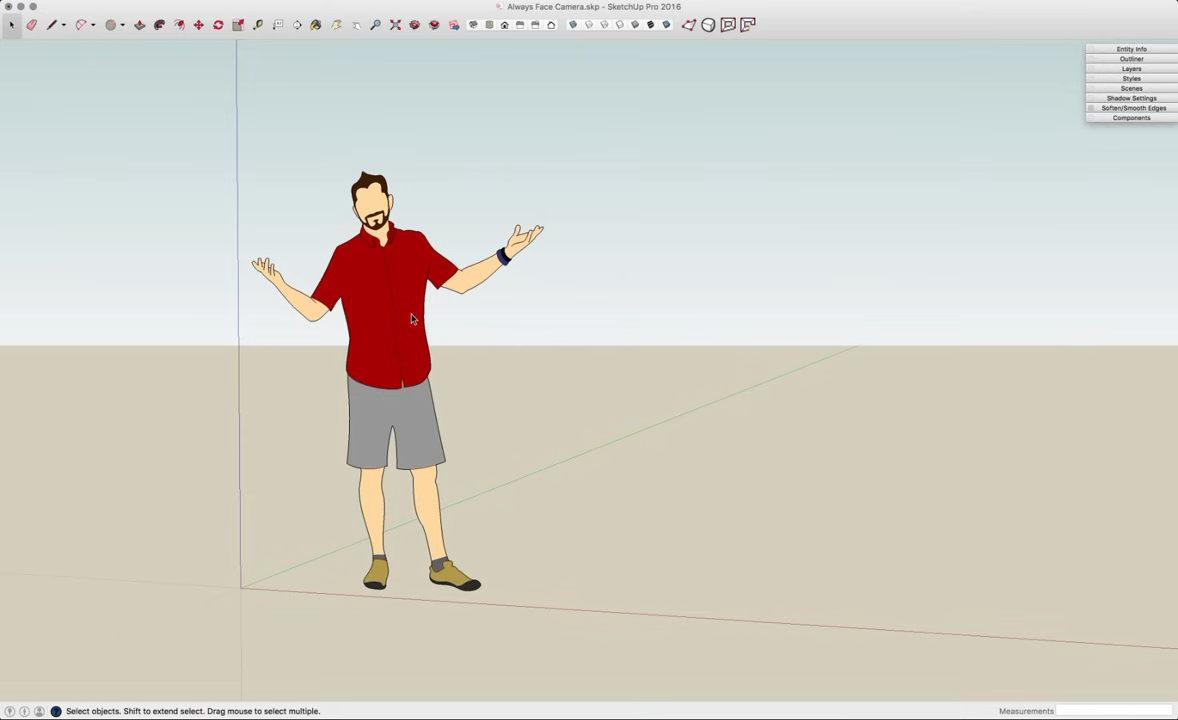 Always Face Camera.skp - SketchUp Pro 2016
Entity Info
Outliner
Layers
Styles
Scenes
Shadow Settings
Soften/Smooth Edges
Components
Select objects. Shift to extend select. Drag mouse to select multiple.
Measurements